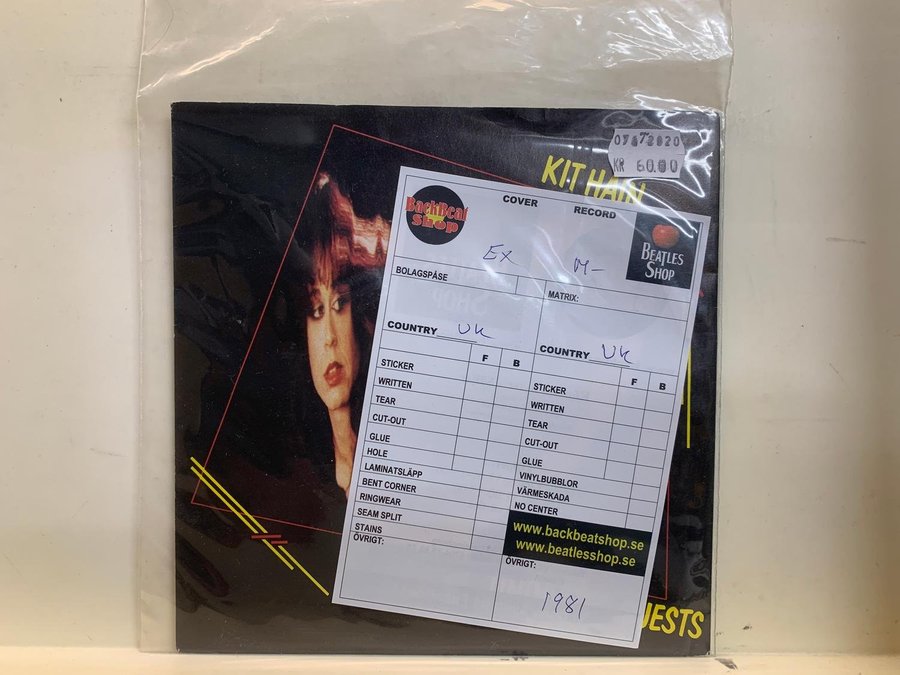 KIT HAIN
KR 60.00
BackBeat
Shop
COVER
RECORD
BEATLES
SHOP
EX
M-
BOLAGSPÅSE
MATRIX:
COUNTRY UK
F B
STICKER
WRITTEN
TEAR
CUT-OUT
GLUE
HOLE
LAMINATSLÄPP
BENT CORNER
RINGWEAR
SEAM SPLIT
STAINS
ÖVRIGT:
COUNTRY UK
F B
STICKER
WRITTEN
TEAR
CUT-OUT
GLUE
VINYLBUBBLOR
VÄRMESKADA
NO CENTER
www.backbeatshop.se
www.beatlesshop.se
ÖVRIGT:
1981
UESTS